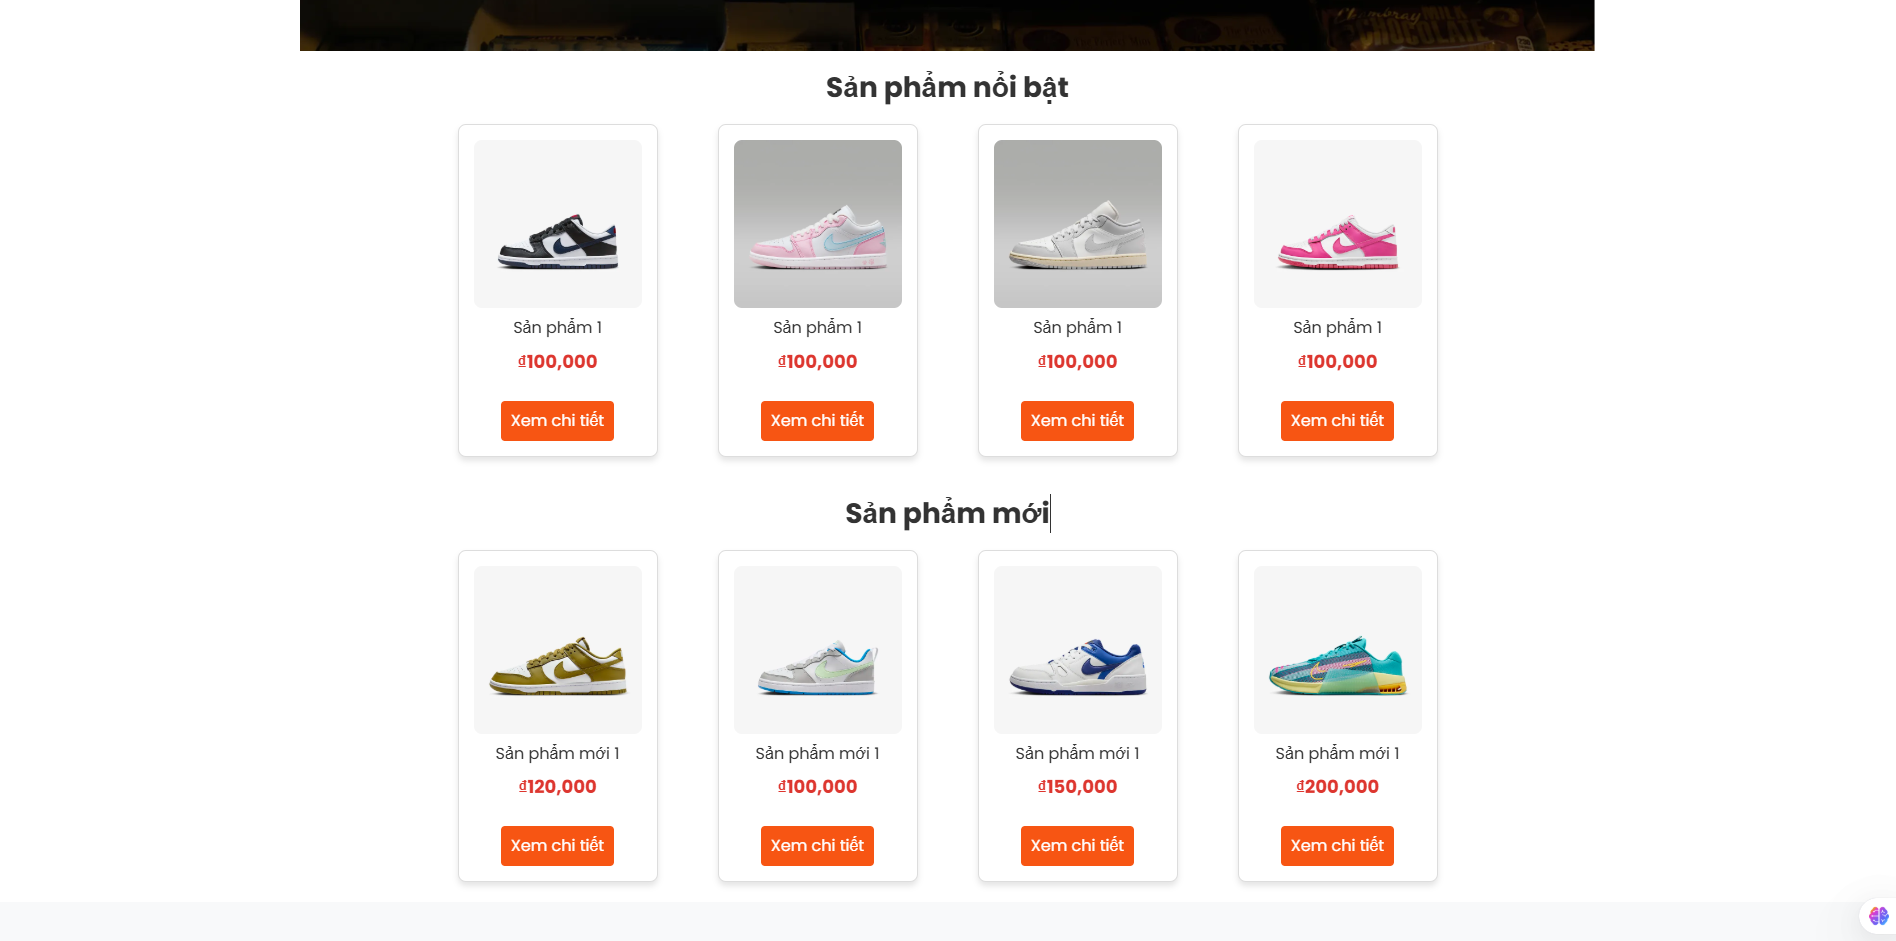 CHOCOLATE
Sản phẩm nổi bật
Sản phẩm 1
Sản phẩm 1
Sản phẩm 1
Sản phẩm 1
₫100,000
₫100,000
₫100,000
₫100,000
Xem chi tiết
Xem chi tiết
Xem chi tiết
Xem chi tiết
Sản phẩm mới
Sản phẩm mới 1
Sản phẩm mới 1
Sản phẩm mới 1
Sản phẩm mới 1
₫120,000
₫100,000
₫150,000
₫200,000
Xem chi tiết
Xem chi tiết
Xem chi tiết
Xem chi tiết